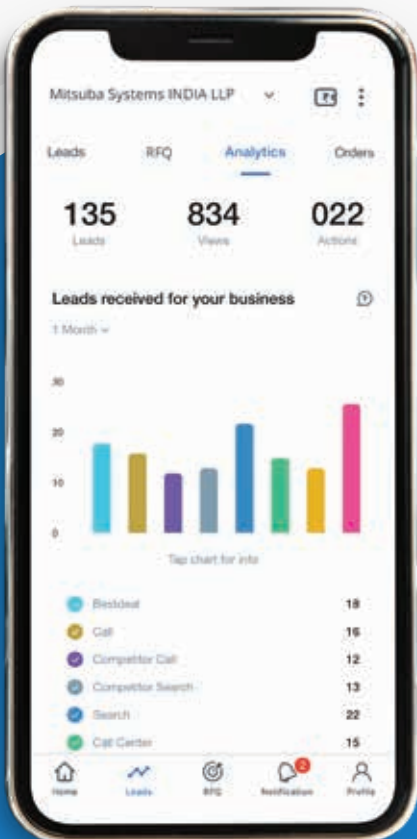 Mitsuba Systems INDIA LLP
Leads RFQ Analytics Orders
135 834 022
Leads Views Actions
Leads received for your business
1 Month
30
20
10
0
Tap chart for info
Bestdeal 18
Call 16
Competitor Call 12
Competitor Search 13
Search 22
Call Center 15
2
Home Leads RFQ Notification Profile